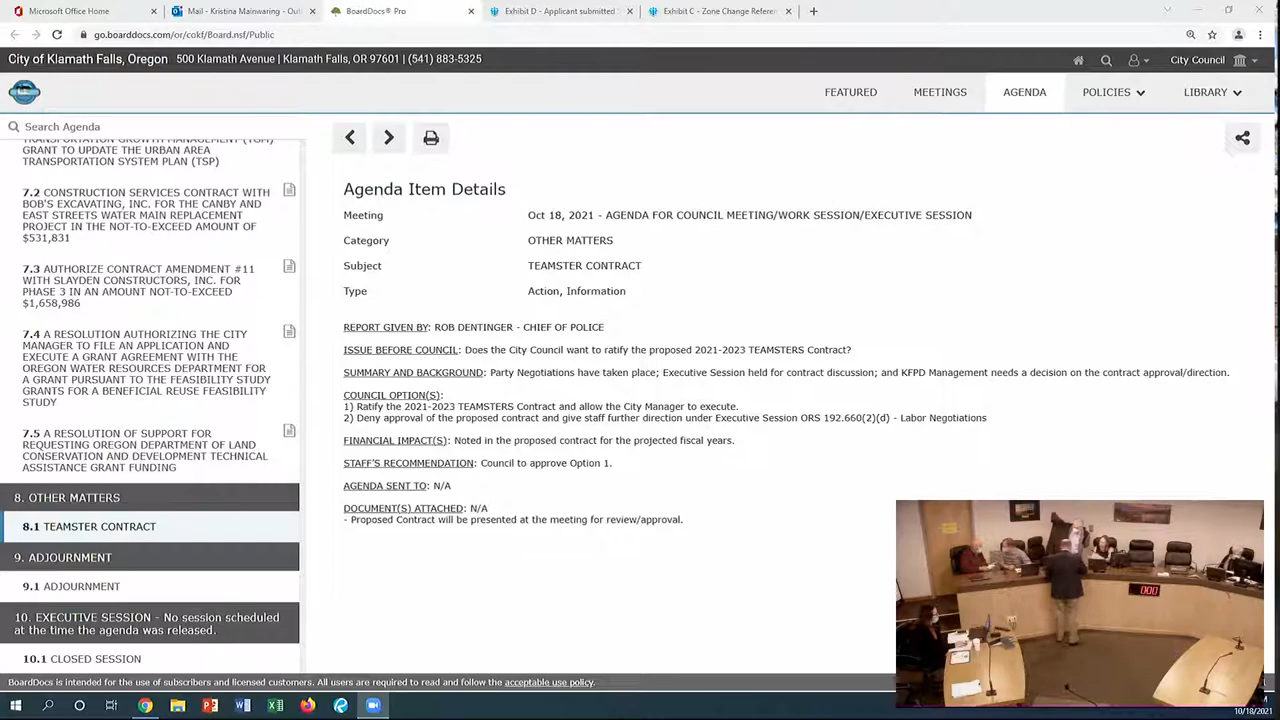 Microsoft Office Home
Mail - Kristina Mainwaring - Out
BoardDocs® Pro
Exhibit D - Applicant submitted
Exhibit C - Zone Change Refere
go.boarddocs.com/or/cokf/Board.nsf/Public
City of Klamath Falls, Oregon 500 Klamath Avenue | Klamath Falls, OR 97601 | (541) 883-5325
City Council
FEATURED MEETINGS AGENDA POLICIES LIBRARY
Search Agenda
TRANSPORTATION GROWTH MANAGEMENT (TGM)
GRANT TO UPDATE THE URBAN AREA
TRANSPORTATION SYSTEM PLAN (TSP)
7.2 CONSTRUCTION SERVICES CONTRACT WITH
BOB'S EXCAVATING, INC. FOR THE CANBY AND
EAST STREETS WATER MAIN REPLACEMENT
PROJECT IN THE NOT-TO-EXCEED AMOUNT OF
$531,831
7.3 AUTHORIZE CONTRACT AMENDMENT #11
WITH SLAYDEN CONSTRUCTORS, INC. FOR
PHASE 3 IN AN AMOUNT NOT-TO-EXCEED
$1,658,986
7.4 A RESOLUTION AUTHORIZING THE CITY
MANAGER TO FILE AN APPLICATION AND
EXECUTE A GRANT AGREEMENT WITH THE
OREGON WATER RESOURCES DEPARTMENT FOR
A GRANT PURSUANT TO THE FEASIBILITY STUDY
GRANTS FOR A BENEFICIAL REUSE FEASIBILITY
STUDY
7.5 A RESOLUTION OF SUPPORT FOR
REQUESTING OREGON DEPARTMENT OF LAND
CONSERVATION AND DEVELOPMENT TECHNICAL
ASSISTANCE GRANT FUNDING
8. OTHER MATTERS
8.1 TEAMSTER CONTRACT
9. ADJOURNMENT
9.1 ADJOURNMENT
10. EXECUTIVE SESSION - No session scheduled
at the time the agenda was released.
10.1 CLOSED SESSION
Agenda Item Details
Meeting Oct 18, 2021 - AGENDA FOR COUNCIL MEETING/WORK SESSION/EXECUTIVE SESSION
Category OTHER MATTERS
Subject TEAMSTER CONTRACT
Type Action, Information
REPORT GIVEN BY: ROB DENTINGER - CHIEF OF POLICE
ISSUE BEFORE COUNCIL: Does the City Council want to ratify the proposed 2021-2023 TEAMSTERS Contract?
SUMMARY AND BACKGROUND: Party Negotiations have taken place; Executive Session held for contract discussion; and KFPD Management needs a decision on the contract approval/direction.
COUNCIL OPTION(S):
1) Ratify the 2021-2023 TEAMSTERS Contract and allow the City Manager to execute.
2) Deny approval of the proposed contract and give staff further direction under Executive Session ORS 192.660(2)(d) - Labor Negotiations
FINANCIAL IMPACT(S): Noted in the proposed contract for the projected fiscal years.
STAFF'S RECOMMENDATION: Council to approve Option 1.
AGENDA SENT TO: N/A
DOCUMENT(S) ATTACHED: N/A
- Proposed Contract will be presented at the meeting for review/approval.
000
BoardDocs is intended for the use of subscribers and licensed customers. All users are required to read and follow the acceptable use policy.
10/18/2021